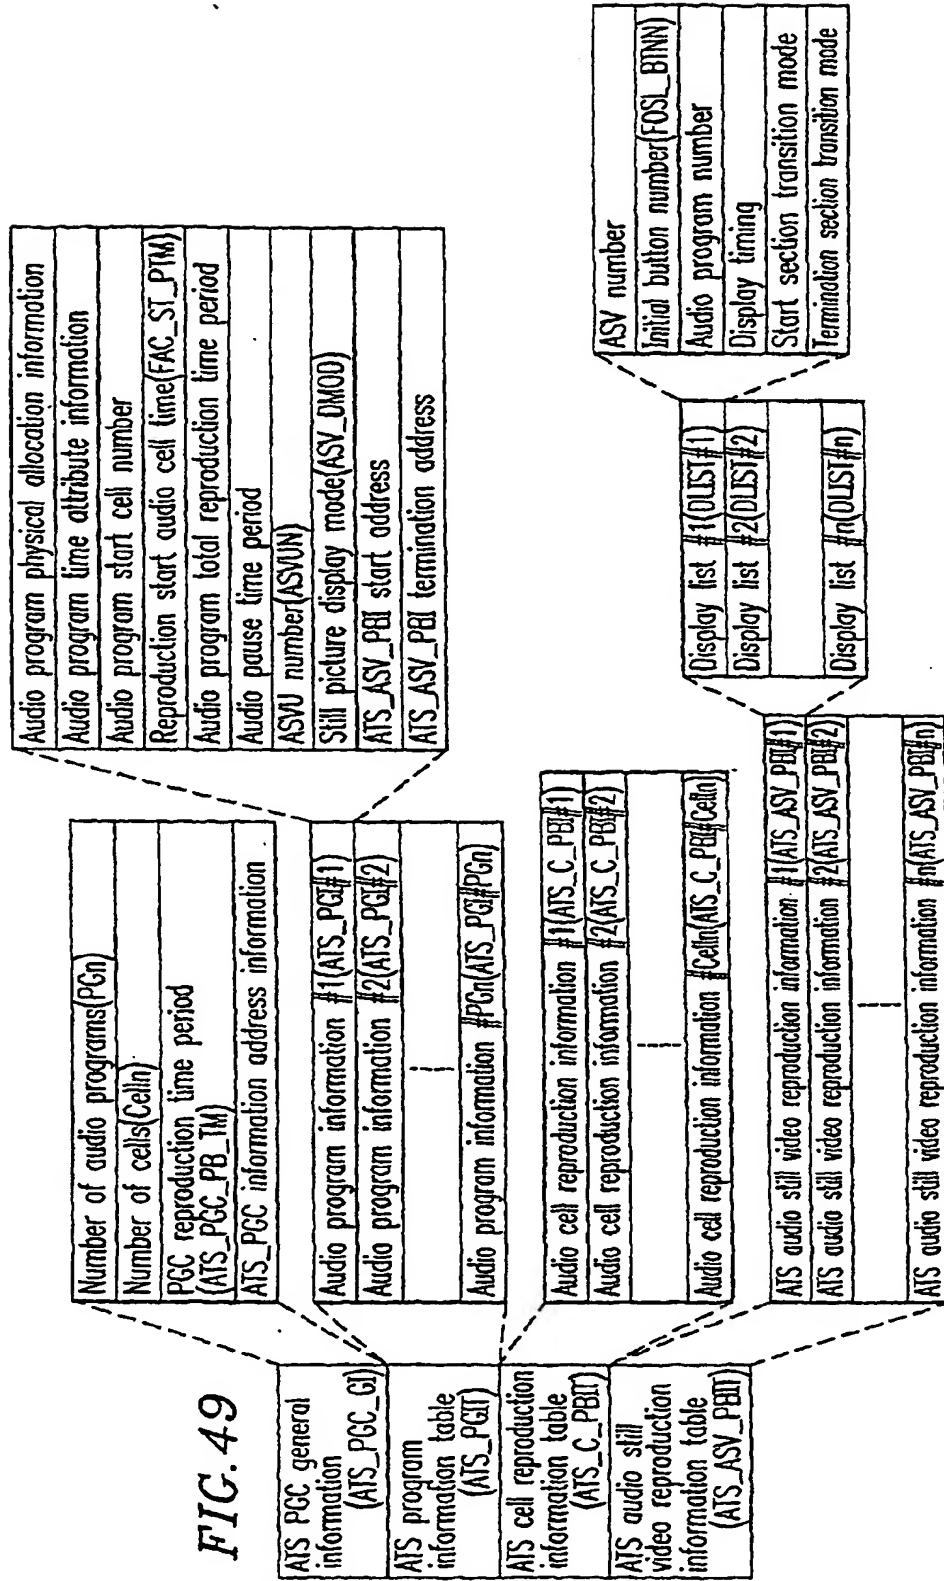 FIG. 49
ATS PGC general
information
(ATS_PGC_GI)
ATS program
information table
(ATS_PGIT)
ATS cell reproduction
information table
(ATS_C_PBIT)
ATS audio still
video reproduction
information table
(ATS_ASV_PBIT)
Number of audio programs(PGn)
Number of cells(Celln)
PGC reproduction time period
(ATS_PGC_PB_TM)
ATS_PGC information address information
Audio program information #1(ATS_PGI#1)
Audio program information #2(ATS_PGI#2)
Audio program information #PGn(ATS_PGI#PGn)
Audio cell reproduction information #1(ATS_C_PBI#1)
Audio cell reproduction information #2(ATS_C_PBI#2)
Audio cell reproduction information #Celln(ATS_C_PBI#Celln)
ATS audio still video reproduction information #1(ATS_ASV_PBI#1)
ATS audio still video reproduction information #2(ATS_ASV_PBI#2)
ATS audio still video reproduction information #n(ATS_ASV_PBI#n)
Audio program physical allocation information
Audio program time attribute information
Audio program start cell number
Reproduction start audio cell time(FAC_ST_PTM)
Audio program total reproduction time period
Audio pause time period
ASVU number(ASVUN)
Still picture display mode(ASV_DMOD)
ATS_ASV_PBI start address
ATS_ASV_PBI termination address
Display list #1(DLIST#1)
Display list #2(DLIST#2)
Display list #n(DLIST#n)
ASV number
Initial button number(FOSL_BTNN)
Audio program number
Display timing
Start section transition mode
Termination section transition mode